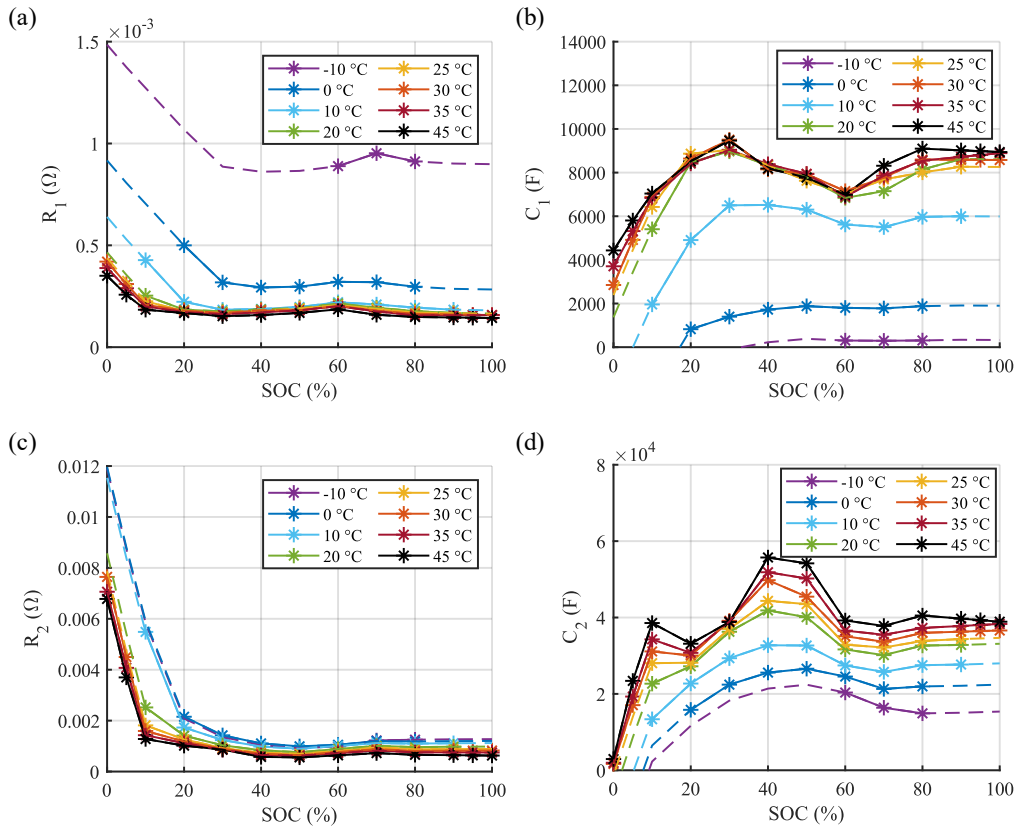 (a)
×10⁻³
1.5
1
0.5
0
R₁ (Ω)
-10 °C
0 °C
10 °C
20 °C
25 °C
30 °C
35 °C
45 °C
0 20 40 60 80 100
SOC (%)
(b)
14000
12000
10000
8000
6000
4000
2000
0
C₁ (F)
-10 °C
0 °C
10 °C
20 °C
25 °C
30 °C
35 °C
45 °C
0 20 40 60 80 100
SOC (%)
(c)
0.012
0.01
0.008
0.006
0.004
0.002
0
R₂ (Ω)
-10 °C
0 °C
10 °C
20 °C
25 °C
30 °C
35 °C
45 °C
0 20 40 60 80 100
SOC (%)
(d)
×10⁴
8
6
4
2
0
C₂ (F)
-10 °C
0 °C
10 °C
20 °C
25 °C
30 °C
35 °C
45 °C
0 20 40 60 80 100
SOC (%)